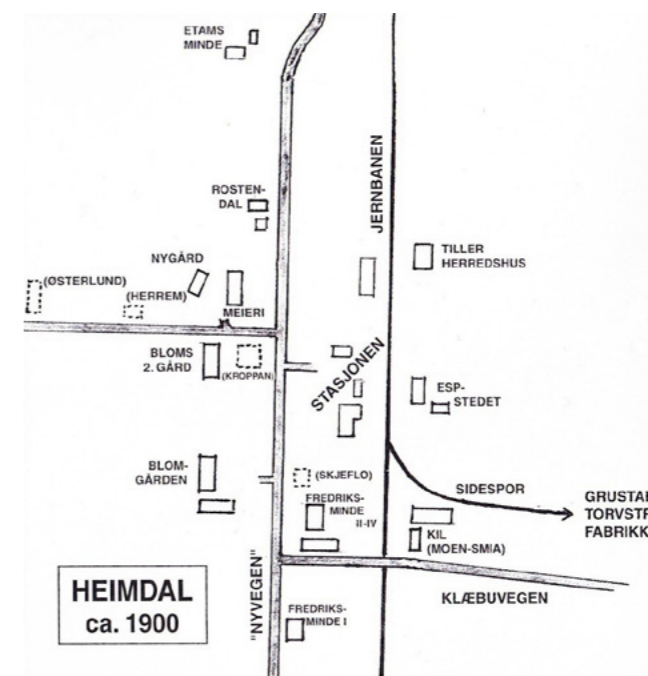 ETAMS
MINDE
JERNBANEN
ROSTEN-
DAL
TILLER
HERREDSHUS
NYGÅRD
(ØSTERLUND)
(HERREM)
MEIERI
BLOMS
2. GÅRD
(KROPPAN)
STASJONEN
ESP-
STEDET
BLOM-
GÅRDEN
(SKJEFLO)
SIDESPOR
FREDRIKS-
MINDE
II-IV
KIL
(MOEN-SMIA)
HEIMDAL
ca. 1900
"NYVEGEN"
KLÆBUVEGEN
FREDRIKS-
MINDE I